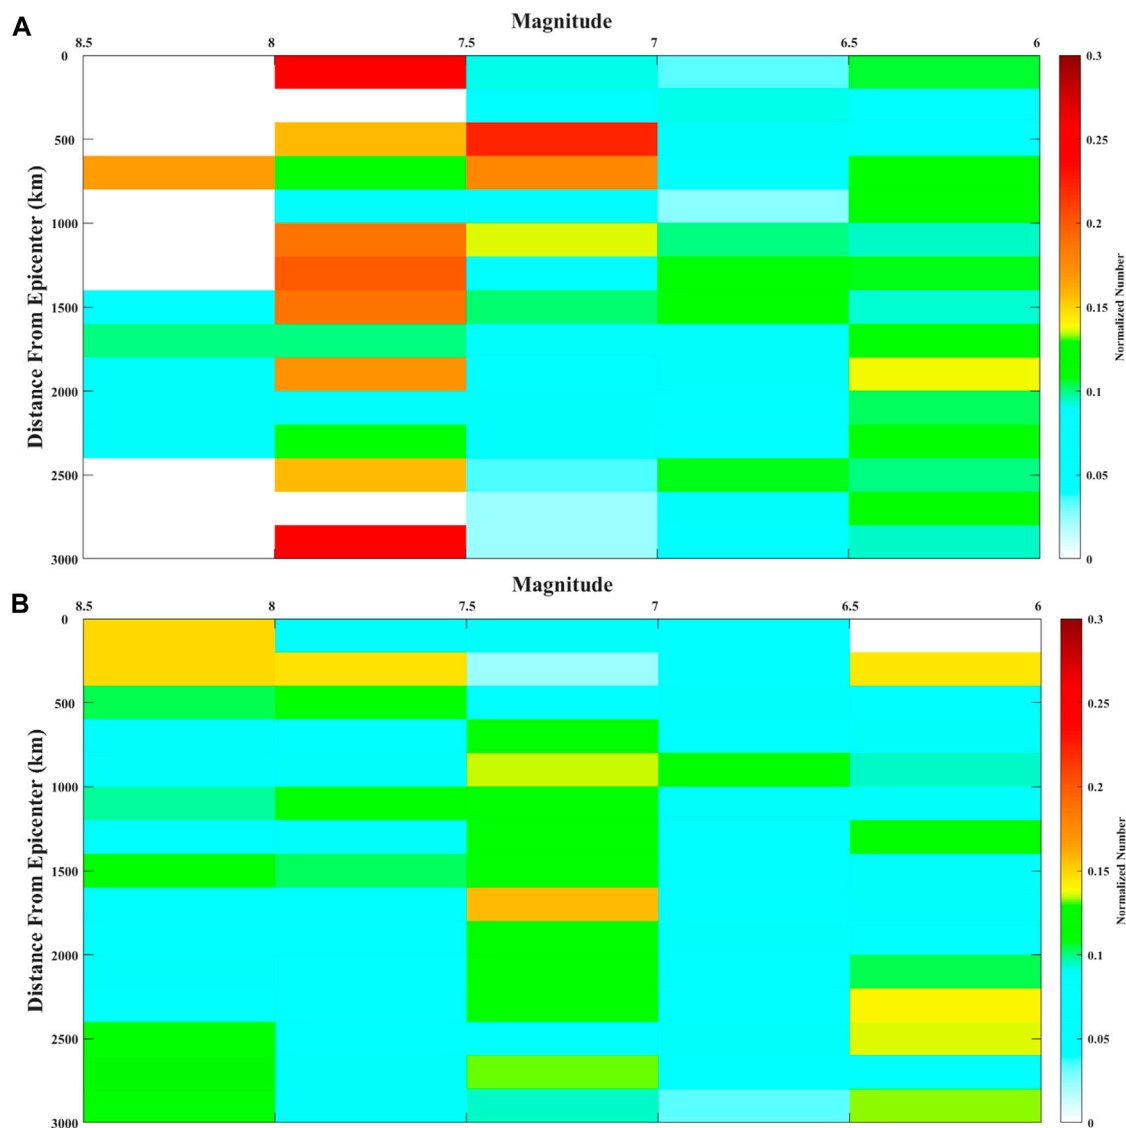 A
Magnitude
8.5 8 7.5 7 6.5 6
0
500
1000
1500
2000
2500
3000
Distance From Epicenter (km)
0.3
0.25
0.2
0.15
0.1
0.05
0
Normalized Number
B
Magnitude
8.5 8 7.5 7 6.5 6
0
500
1000
1500
2000
2500
3000
Distance From Epicenter (km)
0.3
0.25
0.2
0.15
0.1
0.05
0
Normalized Number